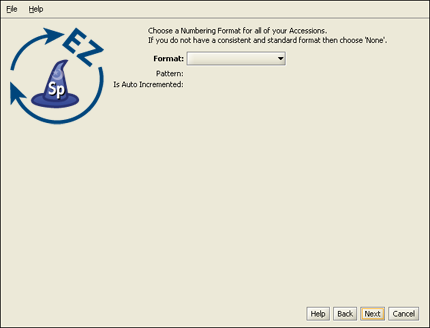 File Help
Choose a Numbering Format for all of your Accessions.
If you do not have a consistent and standard format then choose 'None'.
EZ
Format:
Sp
Pattern:
Is Auto Incremented:
Help Back Next Cancel